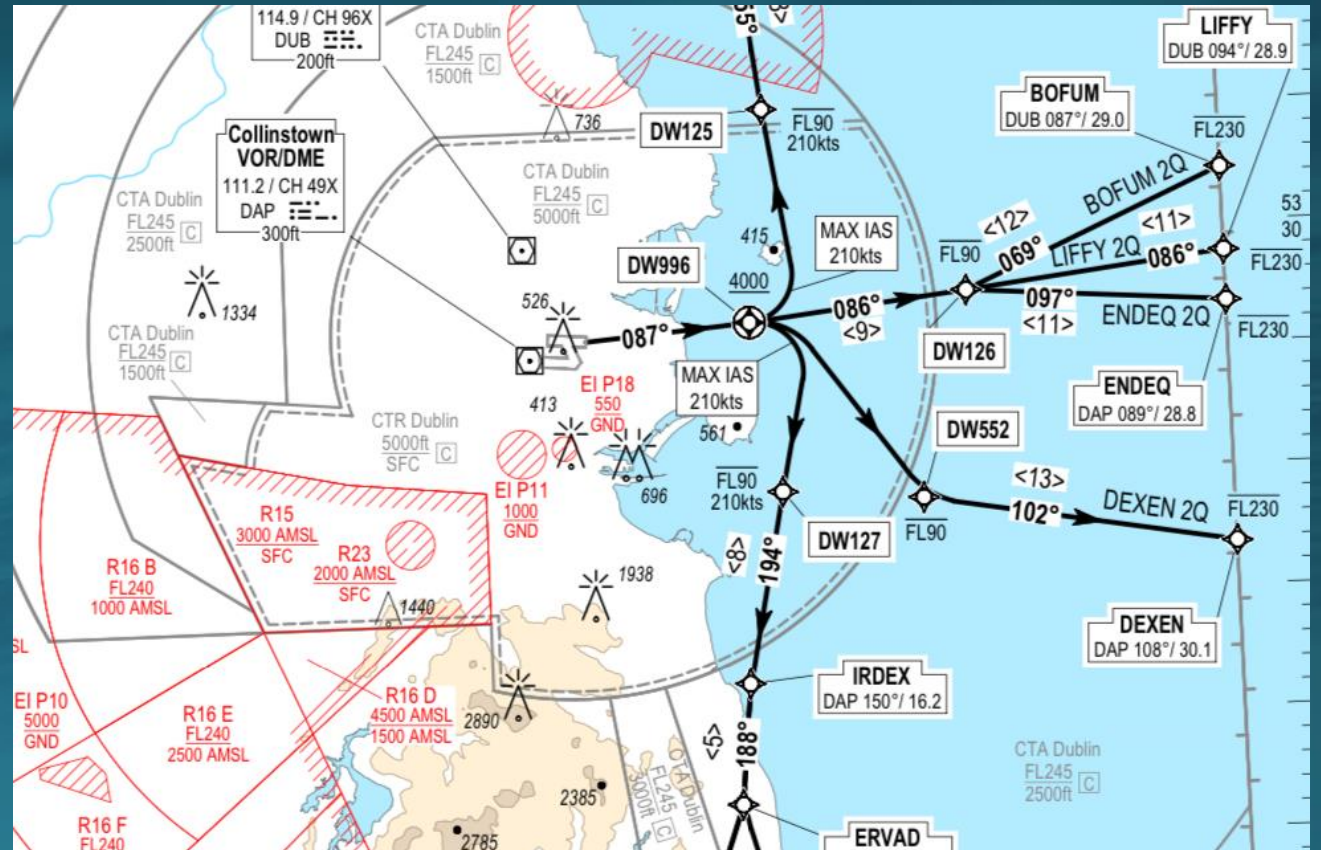 114.9 / CH 96X
DUB
200ft
CTA Dublin
FL245
1500ft
C
55°
LIFFY
DUB 094°/ 28.9
BOFUM
DUB 087°/ 29.0
FL230
736
DW125
FL90
210kts
Collinstown
VOR/DME
111.2 / CH 49X
DAP
300ft
CTA Dublin
FL245
5000ft
C
CTA Dublin
FL245
2500ft
C
BOFUM 2Q
<12>
069°
53
30
<11>
LIFFY 2Q
086°
FL230
415
MAX IAS
210kts
DW996
4000
FL90
1334
526
087°
086°
<9>
097°
<11>
ENDEQ 2Q
FL230
CTA Dublin
FL245
1500ft
C
DW126
MAX IAS
210kts
EI P18
550
GND
ENDEQ
DAP 089°/ 28.8
413
CTR Dublin
5000ft
SFC
C
561
DW552
EI P11
1000
GND
696
FL90
210kts
<13>
102°
DEXEN 2Q
FL230
FL90
R15
3000 AMSL
SFC
R23
2000 AMSL
SFC
DW127
<8>
194°
R16 B
FL240
1000 AMSL
1938
1440
DEXEN
DAP 108°/ 30.1
SL
IRDEX
DAP 150°/ 16.2
EI P10
5000
GND
R16 E
FL240
2500 AMSL
R16 D
4500 AMSL
1500 AMSL
2890
<5>
188°
CTA Dublin
FL245
3000ft
C
CTA Dublin
FL245
2500ft
C
2385
R16 F
FL240
2785
ERVAD